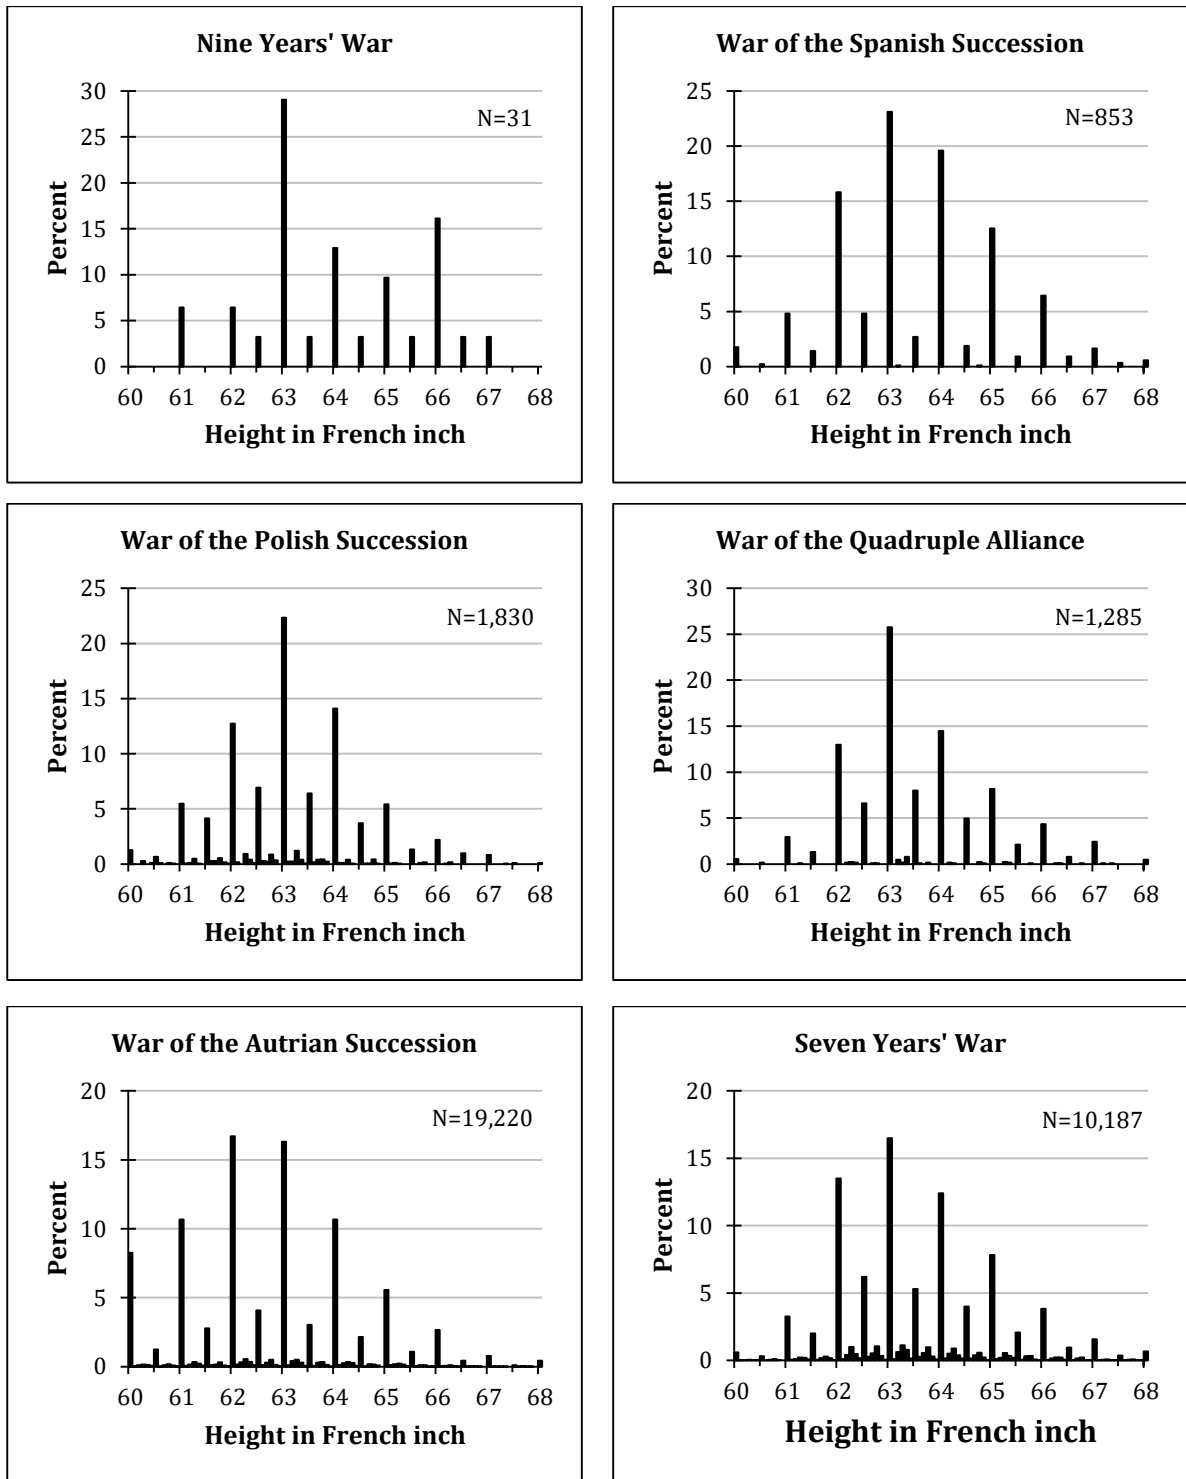 Nine Years' War
N=31
30
25
20
15
10
5
0
Percent
60 61 62 63 64 65 66 67 68
Height in French inch
War of the Spanish Succession
N=853
25
20
15
10
5
0
Percent
60 61 62 63 64 65 66 67 68
Height in French inch
War of the Polish Succession
N=1,830
25
20
15
10
5
0
Percent
60 61 62 63 64 65 66 67 68
Height in French inch
War of the Quadruple Alliance
N=1,285
30
25
20
15
10
5
0
Percent
60 61 62 63 64 65 66 67 68
Height in French inch
War of the Autrian Succession
N=19,220
20
15
10
5
0
Percent
60 61 62 63 64 65 66 67 68
Height in French inch
Seven Years' War
N=10,187
20
15
10
5
0
Percent
60 61 62 63 64 65 66 67 68
Height in French inch